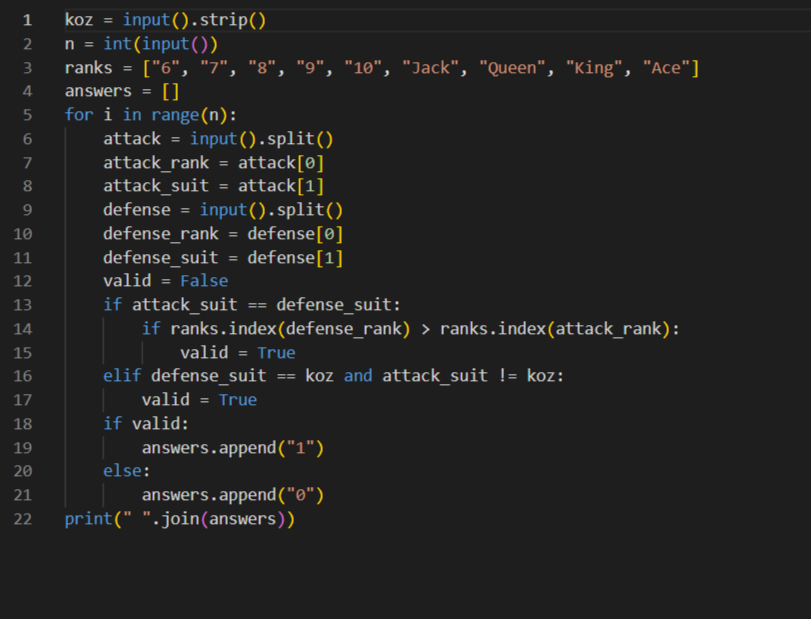 1 koz = input().strip()
2 n = int(input())
3 ranks = ["6", "7", "8", "9", "10", "Jack", "Queen", "King", "Ace"]
4 answers = []
5 for i in range(n):
6     attack = input().split()
7     attack_rank = attack[0]
8     attack_suit = attack[1]
9     defense = input().split()
10     defense_rank = defense[0]
11     defense_suit = defense[1]
12     valid = False
13     if attack_suit == defense_suit:
14         if ranks.index(defense_rank) > ranks.index(attack_rank):
15             valid = True
16     elif defense_suit == koz and attack_suit != koz:
17         valid = True
18     if valid:
19         answers.append("1")
20     else:
21         answers.append("0")
22 print(" ".join(answers))